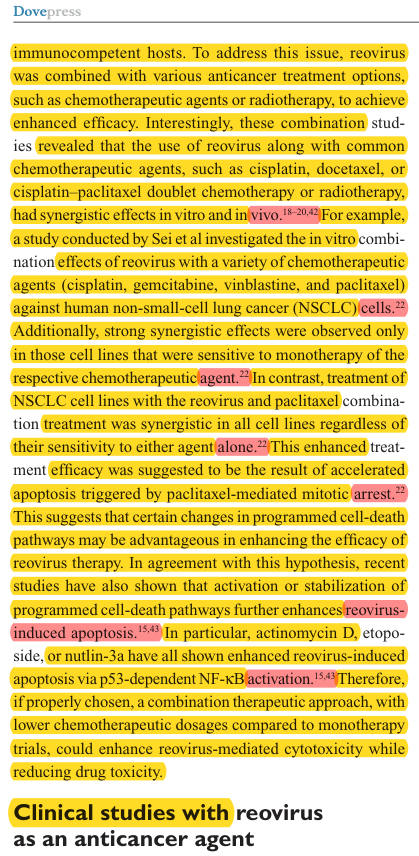 Dovepress
immunocompetent hosts. To address this issue, reovirus
was combined with various anticancer treatment options,
such as chemotherapeutic agents or radiotherapy, to achieve
enhanced efficacy. Interestingly, these combination stud-
ies revealed that the use of reovirus along with common
chemotherapeutic agents, such as cisplatin, docetaxel, or
cisplatin–paclitaxel doublet chemotherapy or radiotherapy,
had synergistic effects in vitro and in vivo.18–20,42 For example,
a study conducted by Sei et al investigated the in vitro combi-
nation effects of reovirus with a variety of chemotherapeutic
agents (cisplatin, gemcitabine, vinblastine, and paclitaxel)
against human non-small-cell lung cancer (NSCLC) cells.22
Additionally, strong synergistic effects were observed only
in those cell lines that were sensitive to monotherapy of the
respective chemotherapeutic agent.22 In contrast, treatment of
NSCLC cell lines with the reovirus and paclitaxel combina-
tion treatment was synergistic in all cell lines regardless of
their sensitivity to either agent alone.22 This enhanced treat-
ment efficacy was suggested to be the result of accelerated
apoptosis triggered by paclitaxel-mediated mitotic arrest.22
This suggests that certain changes in programmed cell-death
pathways may be advantageous in enhancing the efficacy of
reovirus therapy. In agreement with this hypothesis, recent
studies have also shown that activation or stabilization of
programmed cell-death pathways further enhances reovirus-
induced apoptosis.15,43 In particular, actinomycin D, etopo-
side, or nutlin-3a have all shown enhanced reovirus-induced
apoptosis via p53-dependent NF-κB activation.15,43 Therefore,
if properly chosen, a combination therapeutic approach, with
lower chemotherapeutic dosages compared to monotherapy
trials, could enhance reovirus-mediated cytotoxicity while
reducing drug toxicity.
Clinical studies with reovirus
as an anticancer agent